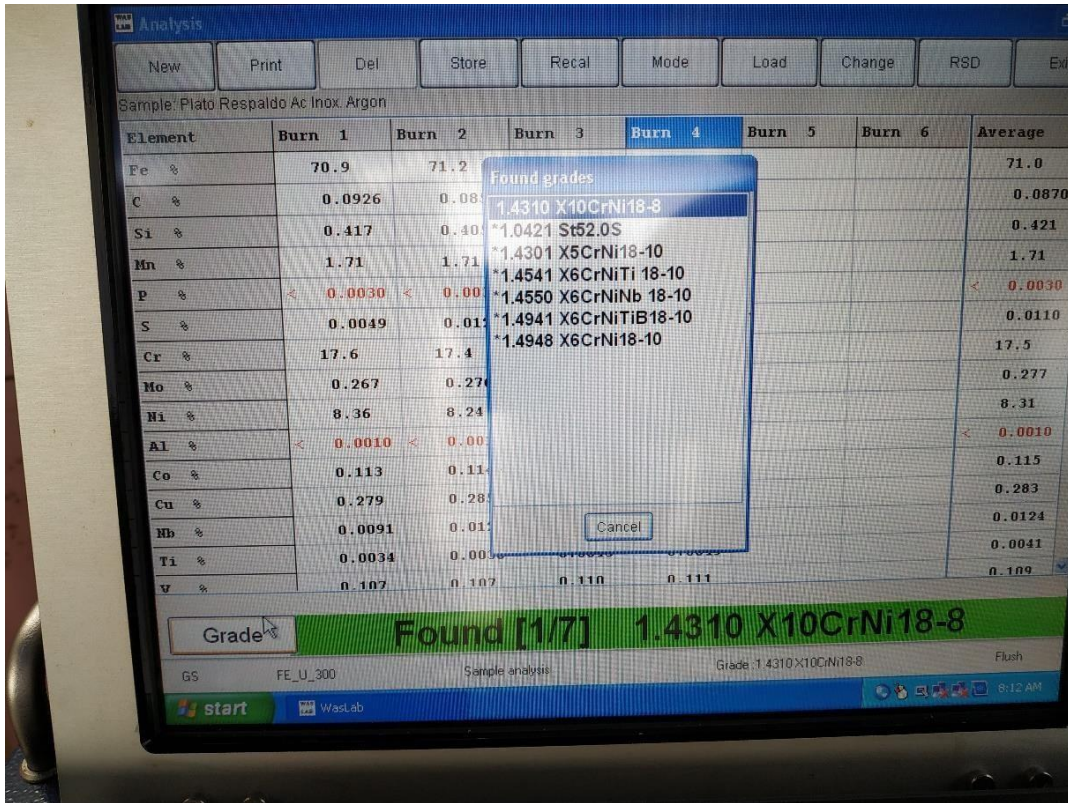 WAS LAB Analysis
New Print Del Store Recal Mode Load Change RSD
Sample: Plato Respaldo Ac Inox. Argon
Element Burn 1 Burn 2 Burn 3 Burn 4 Burn 5 Burn 6 Average
Fe % 70.9 71.2 71.0
Found grades
C % 0.0926 0.0870
1.4310 X10CrNi18-8
Si % 0.417 0.421
*1.0421 St52.0S
*1.4301 X5CrNi18-10
Mn % 1.71 1.71 1.71
*1.4541 X6CrNiTi 18-10
P % < 0.0030 < < 0.0030
*1.4550 X6CrNiNb 18-10
S % 0.0049 0.0110
*1.4941 X6CrNiTiB18-10
*1.4948 X6CrNi18-10
Cr % 17.6 17.4 17.5
Mo % 0.267 0.277
Ni % 8.36 8.24 8.31
Al % < 0.0010 < < 0.0010
Co % 0.113 0.115
Cu % 0.279 0.283
Nb % 0.0091 0.0124
Cancel
Ti % 0.0034 0.0041
V % 0.107 0.107 0.110 0.111 0.109
Grade Found [1/7] 1.4310 X10CrNi18-8
GS FE_U_300 Sample analysis Grade :1.4310 X10CrNi18-8 Flush
start WAS LAB WasLab 8:12 AM